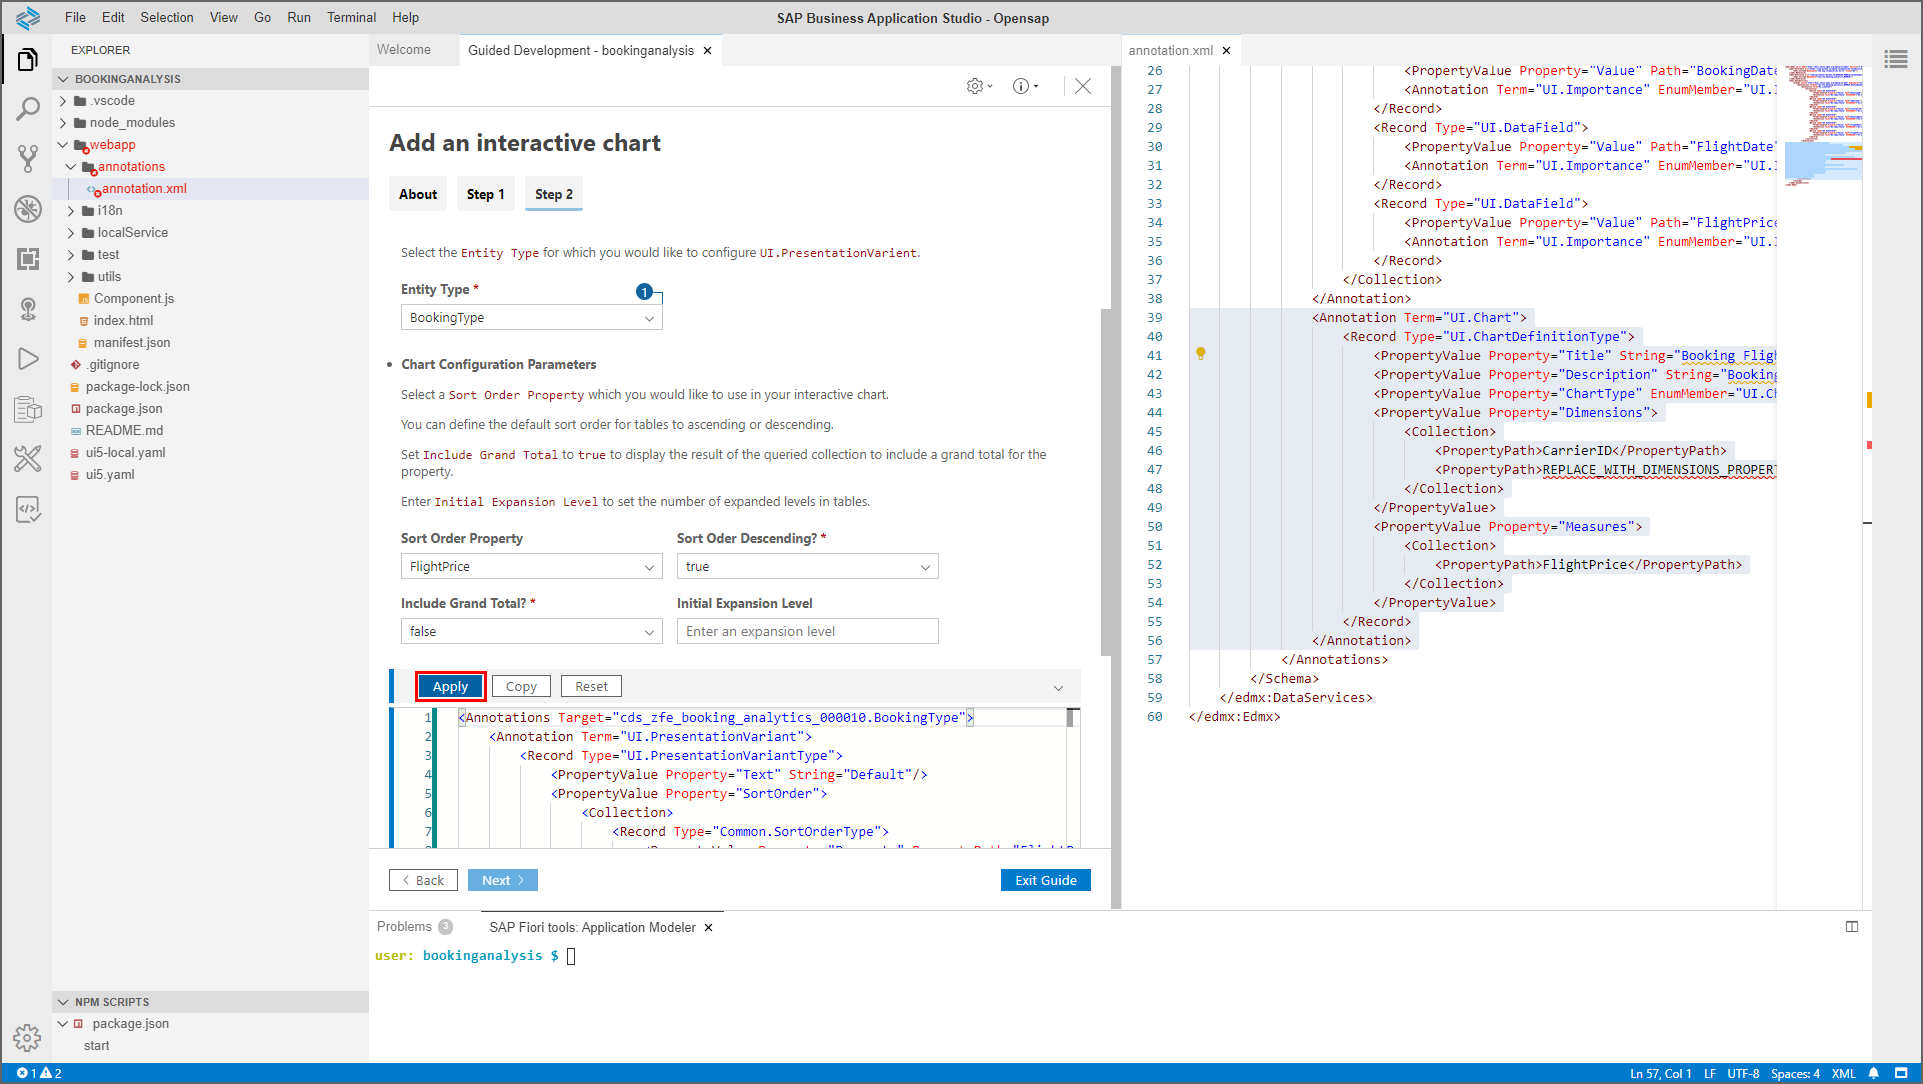 File Edit Selection View Go Run Terminal Help
SAP Business Application Studio - Opensap
EXPLORER
BOOKINGANALYSIS
.vscode
node_modules
webapp
annotations
annotation.xml
i18n
localService
test
utils
Component.js
index.html
manifest.json
.gitignore
package-lock.json
package.json
README.md
ui5-local.yaml
ui5.yaml
NPM SCRIPTS
package.json
start
Welcome
Guided Development - bookinganalysis
Add an interactive chart
About Step 1 Step 2
Select the Entity Type for which you would like to configure UI.PresentationVarient.
Entity Type *
1
BookingType
• Chart Configuration Parameters
Select a Sort Order Property which you would like to use in your interactive chart.
You can define the default sort order for tables to ascending or descending.
Set Include Grand Total to true to display the result of the queried collection to include a grand total for the
property.
Enter Initial Expansion Level to set the number of expanded levels in tables.
Sort Order Property Sort Oder Descending? *
FlightPrice true
Include Grand Total? * Initial Expansion Level
false Enter an expansion level
Apply Copy Reset
1 <Annotations Target="cds_zfe_booking_analytics_000010.BookingType">
2 <Annotation Term="UI.PresentationVariant">
3 <Record Type="UI.PresentationVariantType">
4 <PropertyValue Property="Text" String="Default"/>
5 <PropertyValue Property="SortOrder">
6 <Collection>
7 <Record Type="Common.SortOrderType">
Back Next Exit Guide
annotation.xml
26 <PropertyValue Property="Value" Path="BookingDate
27 <Annotation Term="UI.Importance" EnumMember="UI.I
28 </Record>
29 <Record Type="UI.DataField">
30 <PropertyValue Property="Value" Path="FlightDate"
31 <Annotation Term="UI.Importance" EnumMember="UI.I
32 </Record>
33 <Record Type="UI.DataField">
34 <PropertyValue Property="Value" Path="FlightPrice
35 <Annotation Term="UI.Importance" EnumMember="UI.I
36 </Record>
37 </Collection>
38 </Annotation>
39 <Annotation Term="UI.Chart">
40 <Record Type="UI.ChartDefinitionType">
41 <PropertyValue Property="Title" String="Booking Fligh
42 <PropertyValue Property="Description" String="Booking
43 <PropertyValue Property="ChartType" EnumMember="UI.Ch
44 <PropertyValue Property="Dimensions">
45 <Collection>
46 <PropertyPath>CarrierID</PropertyPath>
47 <PropertyPath>REPLACE_WITH_DIMENSIONS_PROPERT
48 </Collection>
49 </PropertyValue>
50 <PropertyValue Property="Measures">
51 <Collection>
52 <PropertyPath>FlightPrice</PropertyPath>
53 </Collection>
54 </PropertyValue>
55 </Record>
56 </Annotation>
57 </Annotations>
58 </Schema>
59 </edmx:DataServices>
60 </edmx:Edmx>
Problems 3
SAP Fiori tools: Application Modeler
user: bookinganalysis $
1 2
Ln 57, Col 1 LF UTF-8 Spaces: 4 XML